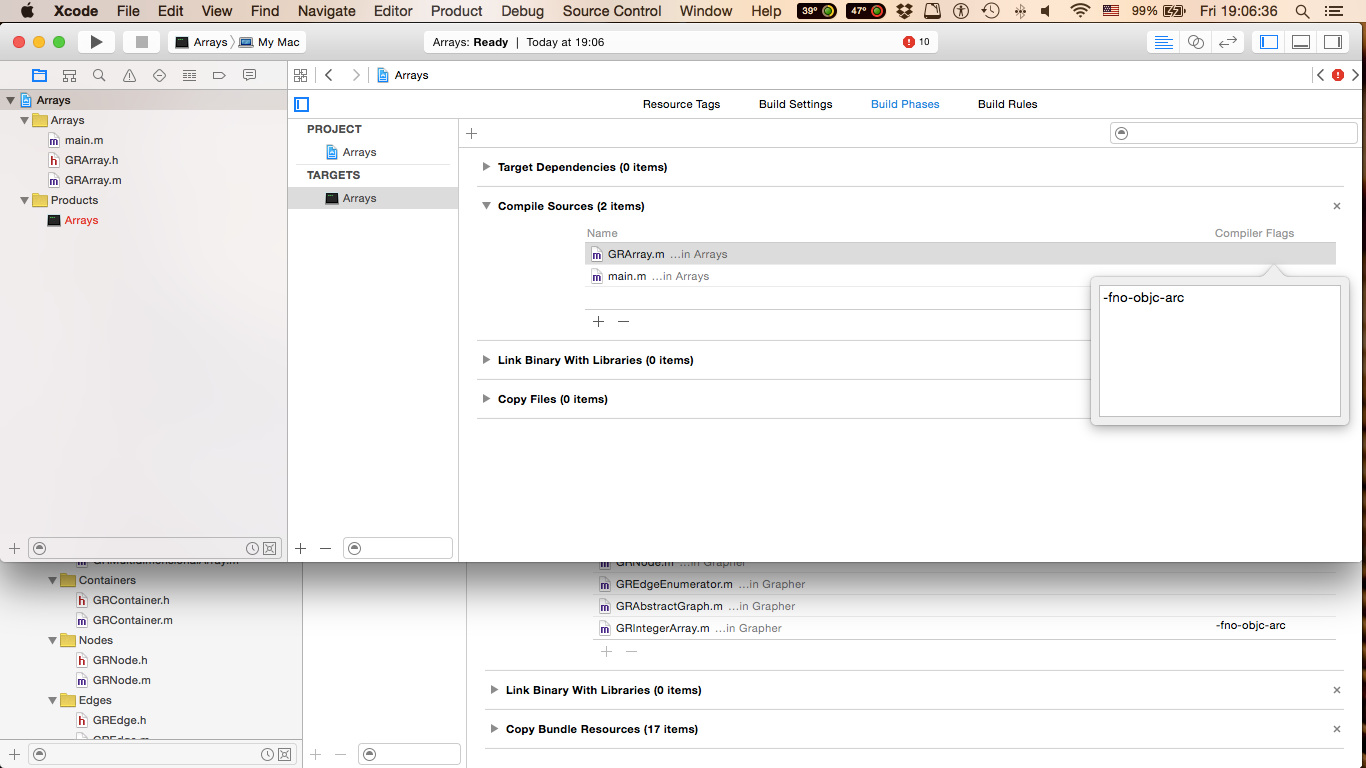 Xcode File Edit View Find Navigate Editor Product Debug Source Control Window Help 39° 47° 99% Fri 19:06:36
Arrays My Mac Arrays: Ready | Today at 19:06 10
Arrays
Arrays
Arrays
main.m
GRArray.h
GRArray.m
Products
Arrays
Resource Tags Build Settings Build Phases Build Rules
PROJECT
Arrays
TARGETS
Arrays
Target Dependencies (0 items)
Compile Sources (2 items)
Name Compiler Flags
GRArray.m ...in Arrays
main.m ...in Arrays
-fno-objc-arc
Link Binary With Libraries (0 items)
Copy Files (0 items)
Containers
GRContainer.h
GRContainer.m
Nodes
GRNode.h
GRNode.m
Edges
GREdge.h
GREdge.m
GRNode.m ...in Grapher
GREdgeEnumerator.m ...in Grapher
GRAbstractGraph.m ...in Grapher
GRIntegerArray.m ...in Grapher -fno-objc-arc
Link Binary With Libraries (0 items)
Copy Bundle Resources (17 items)